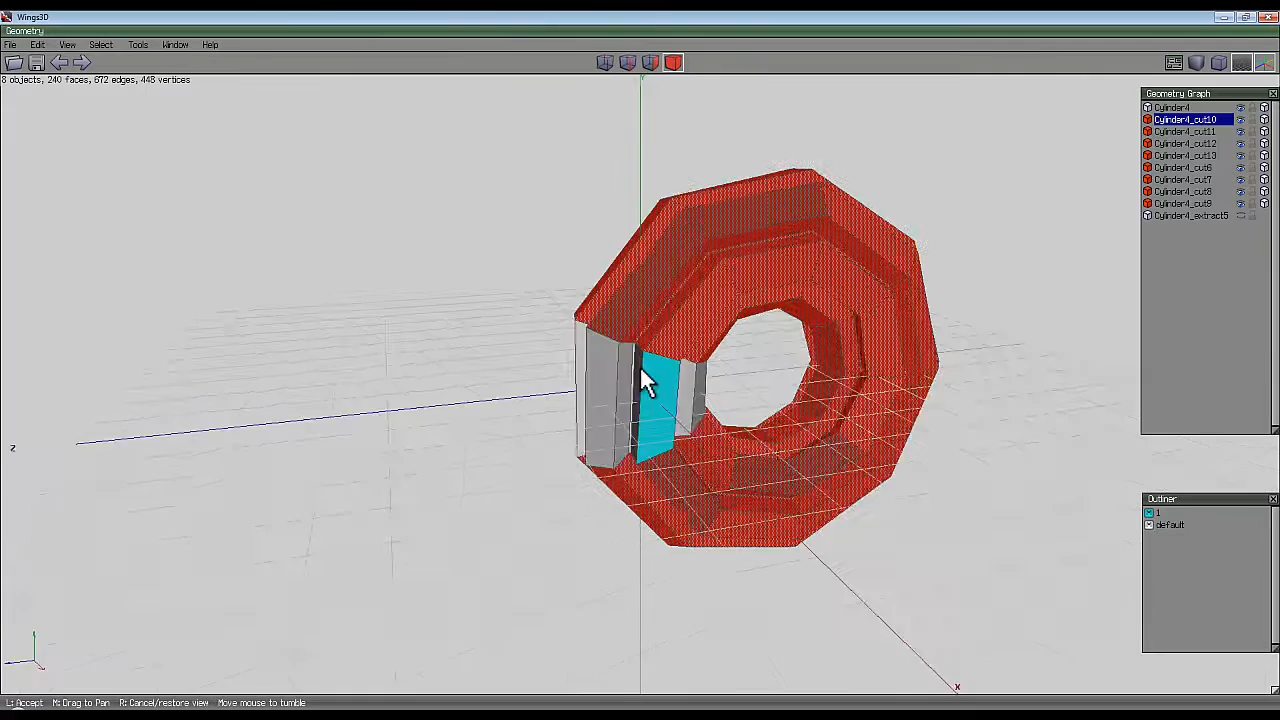 Wings3D
Geometry
File Edit View Select Tools Window Help
8 objects, 240 faces, 672 edges, 448 vertices
Y
Geometry Graph
Cylinder4
Cylinder4_cut10
Cylinder4_cut11
Cylinder4_cut12
Cylinder4_cut13
Cylinder4_cut6
Cylinder4_cut7
Cylinder4_cut8
Cylinder4_cut9
Cylinder4_extract5
Z
Outliner
1
default
X
L:Accept M:Drag to Pan R:Cancel/restore view Move mouse to tumble